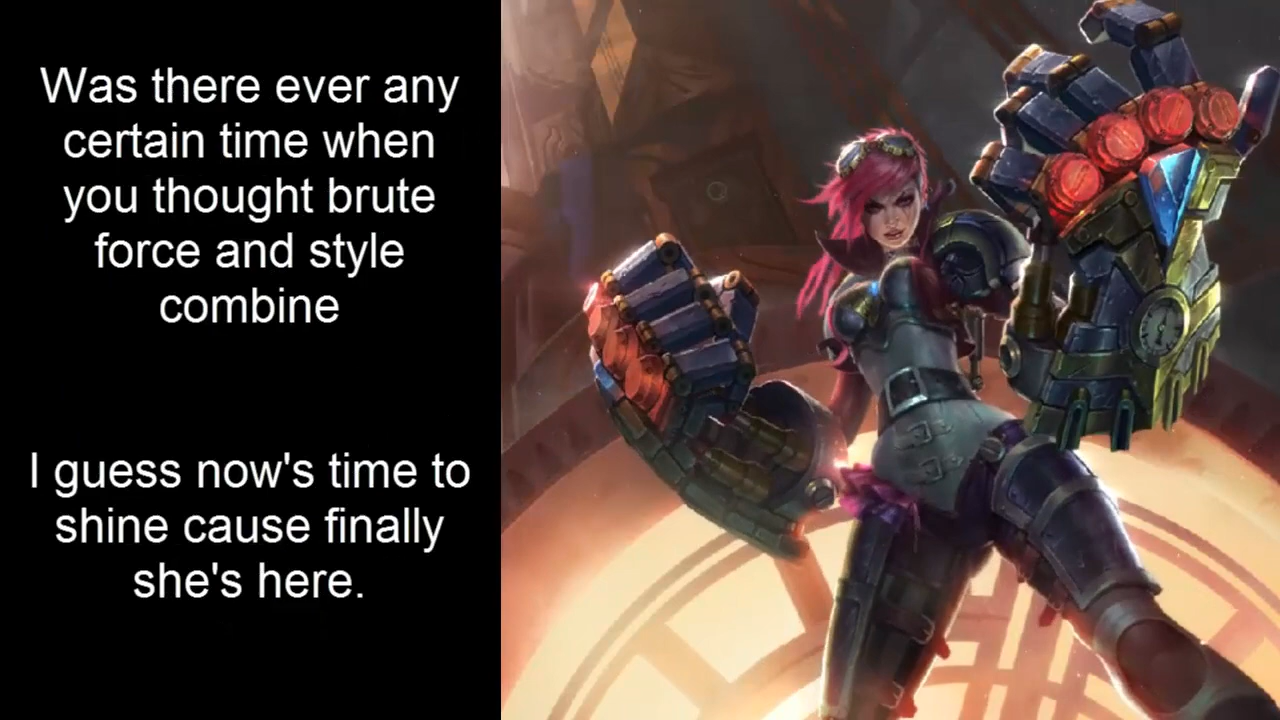 Was there ever any
certain time when
you thought brute
force and style
combine
I guess now's time to
shine cause finally
she's here.